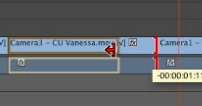 V] Camera1 - CU Vanessa.mov [V] Camera1 -
-00:00:01:1